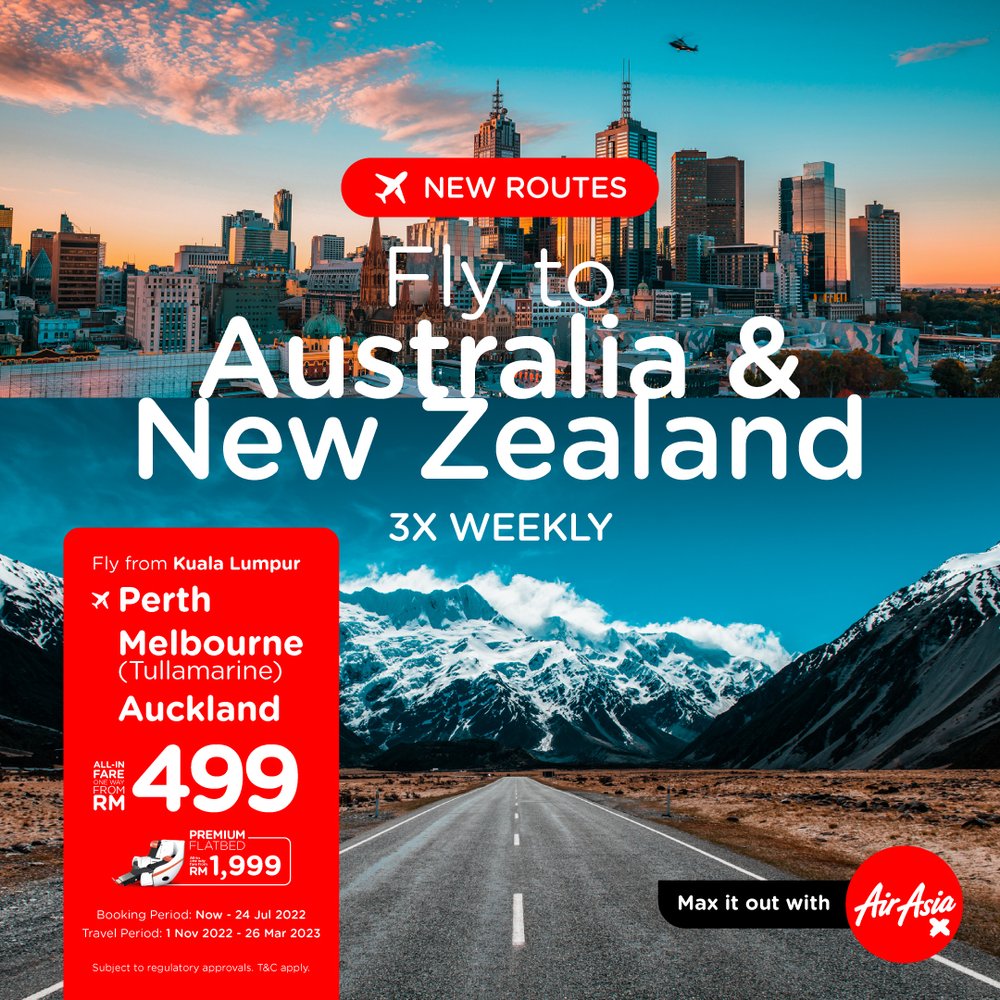 NEW ROUTES
Fly to
Australia &
New Zealand
3X WEEKLY
Fly from Kuala Lumpur
Perth
Melbourne
(Tullamarine)
Auckland
ALL-IN
FARE
ONE WAY
FROM
RM 499
PREMIUM
FLATBED
RM 1,999
Booking Period: Now - 24 Jul 2022
Travel Period: 1 Nov 2022 - 26 Mar 2023
Subject to regulatory approvals. T&C apply.
Max it out with
AirAsia
X